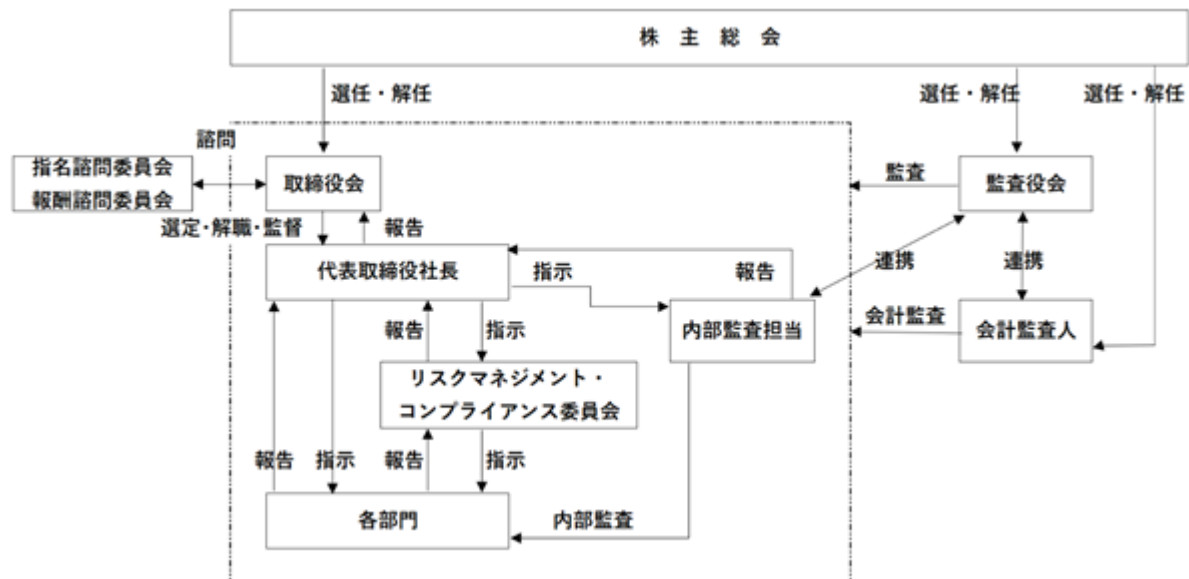 株 主 総 会
選任・解任
選任・解任
選任・解任
諮問
指名諮問委員会
報酬諮問委員会
取締役会
監査
監査役会
選定・解職・監督
報告
代表取締役社長
指示
報告
連携
連携
報告
指示
内部監査担当
会計監査
会計監査人
リスクマネジメント・
コンプライアンス委員会
報告
指示
報告
指示
各部門
内部監査